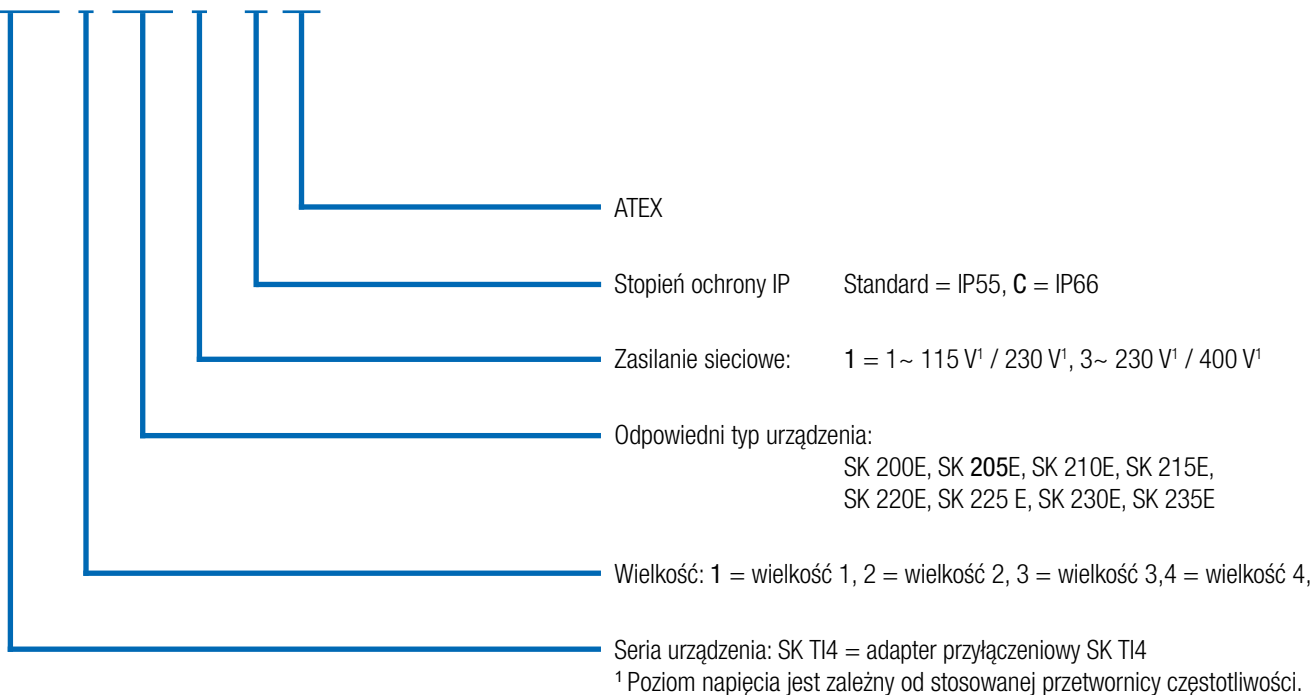 ATEX
Stopień ochrony IP Standard = IP55, C = IP66
Zasilanie sieciowe: 1 = 1~ 115 V¹ / 230 V¹, 3~ 230 V¹ / 400 V¹
Odpowiedni typ urządzenia:
SK 200E, SK 205E, SK 210E, SK 215E,
SK 220E, SK 225 E, SK 230E, SK 235E
Wielkość: 1 = wielkość 1, 2 = wielkość 2, 3 = wielkość 3,4 = wielkość 4,
Seria urządzenia: SK TI4 = adapter przyłączeniowy SK TI4
¹ Poziom napięcia jest zależny od stosowanej przetwornicy częstotliwości.